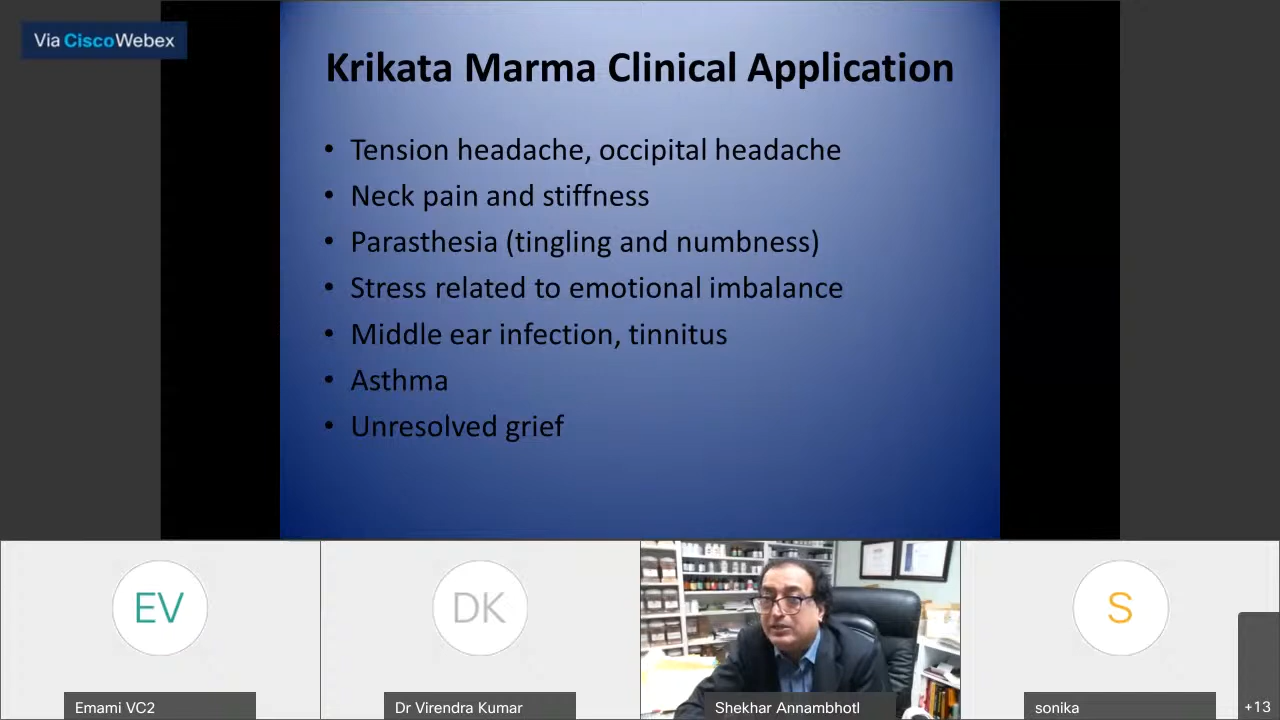 Via CiscoWebex
Krikata Marma Clinical Application
• Tension headache, occipital headache
• Neck pain and stiffness
• Parasthesia (tingling and numbness)
• Stress related to emotional imbalance
• Middle ear infection, tinnitus
• Asthma
• Unresolved grief
EV
DK
S
Emami VC2
Dr Virendra Kumar
Shekhar Annambhotl
sonika
+13